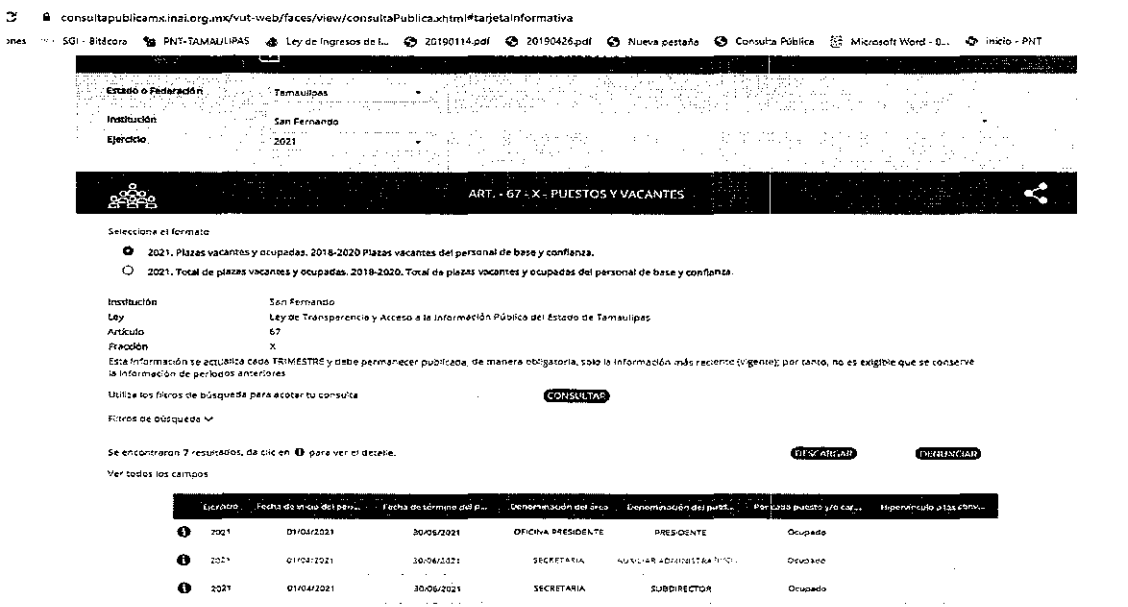 consultapublicamx.inai.org.mx/vut-web/faces/view/consultaPublica.xhtml#tarjetaInformativa
ones SGI - Bitácora PNT-TAMAULIPAS Ley de Ingresos de l... 20190114.pdf 20190426.pdf Nueva pestaña Consulta Pública Microsoft Word - 0... inicio - PNT
Estado o Federación Tamaulipas
Institución San Fernando
Ejercicio 2021
ART. - 67 - X - PUESTOS Y VACANTES
Selecciona el formato
2021. Plazas vacantes y ocupadas. 2018-2020 Plazas vacantes del personal de base y confianza.
2021. Total de plazas vacantes y ocupadas. 2018-2020. Total de plazas vacantes y ocupadas del personal de base y confianza.
Institución San Fernando
Ley Ley de Transparencia y Acceso a la Información Pública del Estado de Tamaulipas
Artículo 67
Fracción X
Esta información se actualiza cada TRIMESTRE y debe permanecer publicada, de manera obligatoria, solo la información más reciente (vigente); por tanto, no es exigible que se conserve
la información de periodos anteriores
Utiliza los filtros de búsqueda para acotar tu consulta CONSULTAR
Filtros de búsqueda
Se encontraron 7 resultados, da clic en para ver el detalle. DESCARGAR DENUNCIAR
Ver todos los campos
Ejercicio Fecha de inicio del peri... Fecha de término del p... Denominación del área Denominación del pues... Por cada puesto y/o car... Hipervínculo a las conv...
2021 01/04/2021 30/06/2021 OFICINA PRESIDENTE PRESIDENTE Ocupado
2021 01/04/2021 30/06/2021 SECRETARIA Ocupado
2021 01/04/2021 30/06/2021 SECRETARIA SUBDIRECTOR Ocupado